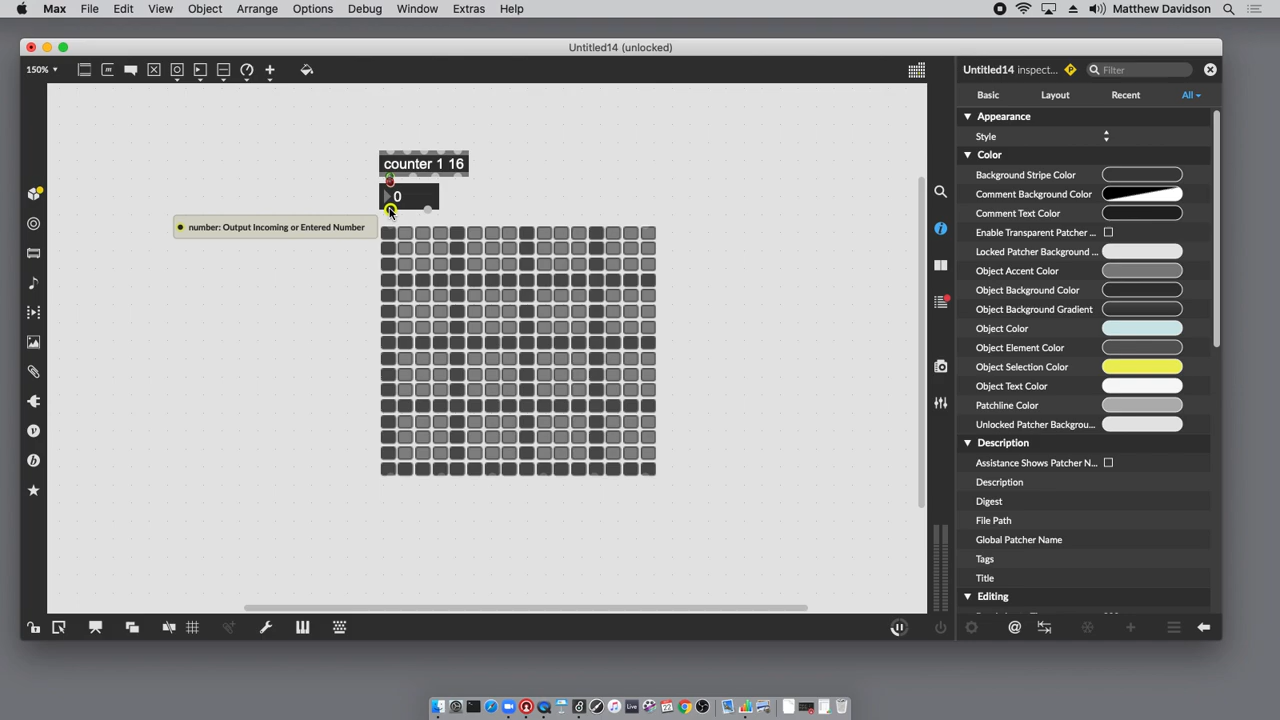 Max File Edit View Object Arrange Options Debug Window Extras Help Matthew Davidson
Untitled14 (unlocked)
150%
Untitled14 inspect... P Filter
Basic Layout Recent All
Appearance
Style
counter 1 16
Color
Background Stripe Color
0
Comment Background Color
Comment Text Color
number: Output Incoming or Entered Number
Enable Transparent Patcher ...
Locked Patcher Background ...
Object Accent Color
Object Background Color
Object Background Gradient
Object Color
Object Element Color
Object Selection Color
Object Text Color
Patchline Color
Unlocked Patcher Backgrou...
Description
Assistance Shows Patcher N...
Description
Digest
File Path
Global Patcher Name
Tags
Title
Editing